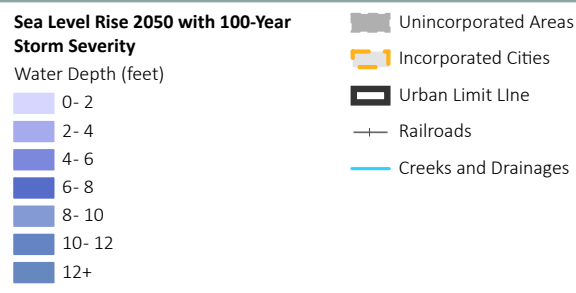 Sea Level Rise 2050 with 100-Year
Storm Severity
Water Depth (feet)
0- 2
2- 4
4- 6
6- 8
8- 10
10- 12
12+
Unincorporated Areas
Incorporated Cities
Urban Limit LIne
Railroads
Creeks and Drainages